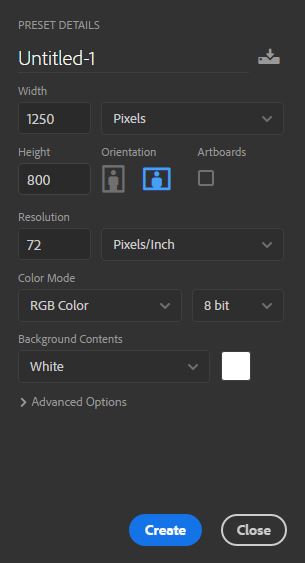 PRESET DETAILS
Untitled-1
Width
1250 Pixels
Height Orientation Artboards
800
Resolution
72 Pixels/Inch
Color Mode
RGB Color 8 bit
Background Contents
White
Advanced Options
Create Close